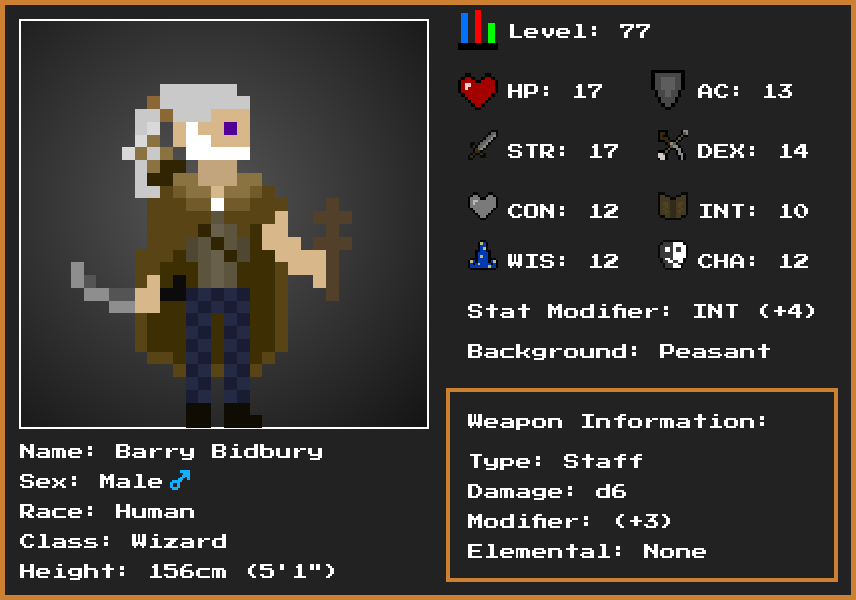 Level: 77
HP: 17 AC: 13
STR: 17 DEX: 14
CON: 12 INT: 10
WIS: 12 CHA: 12
Stat Modifier: INT (+4)
Background: Peasant
Weapon Information:
Type: Staff
Damage: d6
Modifier: (+3)
Elemental: None
Name: Barry Bidbury
Sex: Male ♂
Race: Human
Class: Wizard
Height: 156cm (5'1")